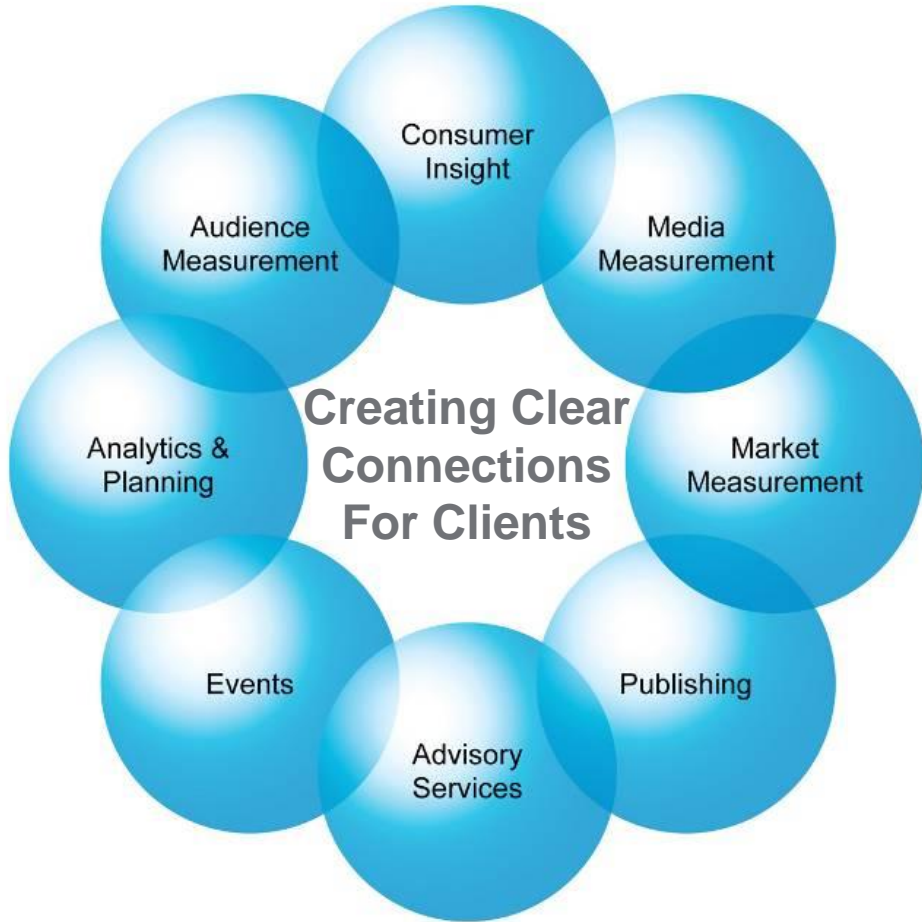 Consumer
Insight
Audience
Measurement
Media
Measurement
Creating Clear
Connections
For Clients
Analytics &
Planning
Market
Measurement
Events
Publishing
Advisory
Services